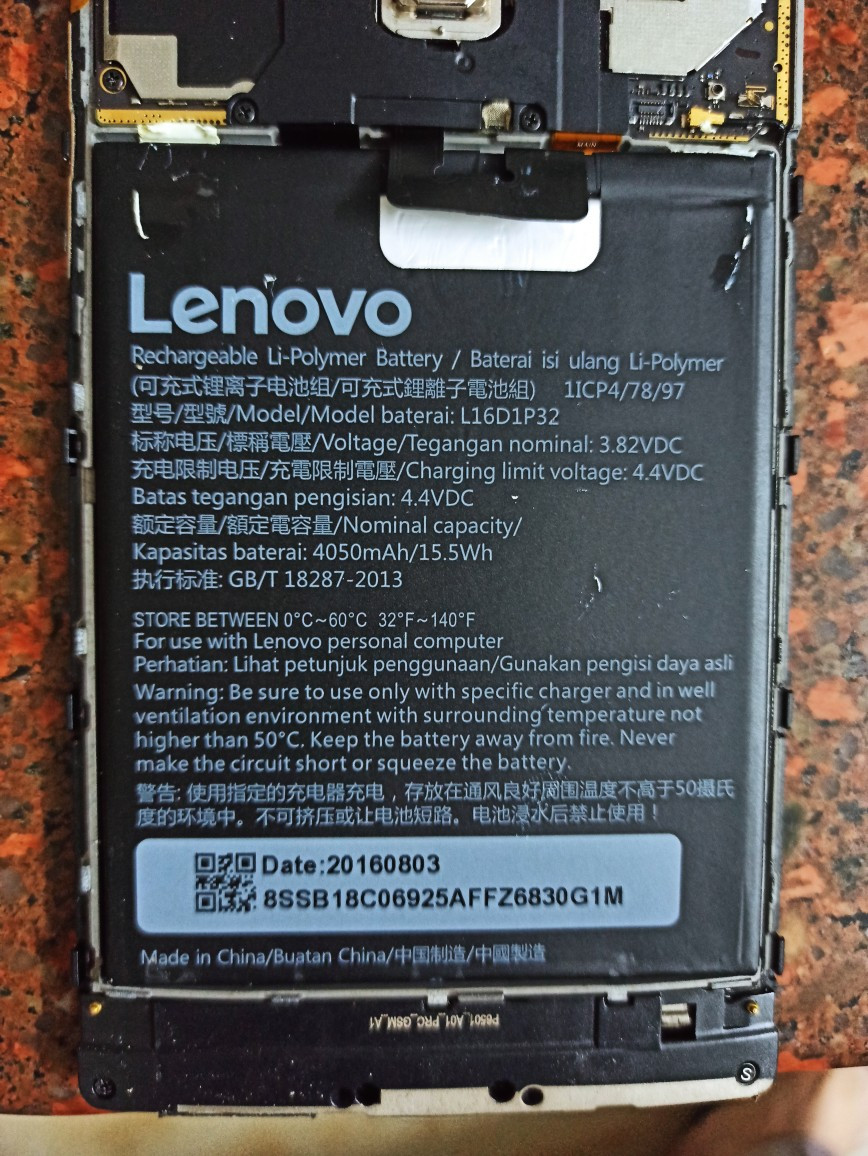 MAIN
Lenovo
Rechargeable Li-Polymer Battery / Baterai isi ulang Li-Polymer
(可充式锂离子电池组/可充式鋰離子電池組) 1ICP4/78/97
型号/型號/Model/Model baterai: L16D1P32
标称电压/標稱電壓/Voltage/Tegangan nominal: 3.82VDC
充电限制电压/充電限制電壓/Charging limit voltage: 4.4VDC
Batas tegangan pengisian: 4.4VDC
额定容量/額定電容量/Nominal capacity/
Kapasitas baterai: 4050mAh/15.5Wh
执行标准: GB/T 18287-2013
STORE BETWEEN 0°C~60°C 32°F~140°F
For use with Lenovo personal computer
Perhatian: Lihat petunjuk penggunaan/Gunakan pengisi daya asli
Warning: Be sure to use only with specific charger and in well
ventilation environment with surrounding temperature not
higher than 50°C. Keep the battery away from fire. Never
make the circuit short or squeeze the battery.
警告: 使用指定的充电器充电，存放在通风良好周围温度不高于50摄氏
度的环境中。不可挤压或让电池短路。电池浸水后禁止使用！
Date:20160803
8SSB18C06925AFFZ6830G1M
Made in China/Buatan China/中国制造/中國製造
P6501_A01_PRC_GSM_A1
S